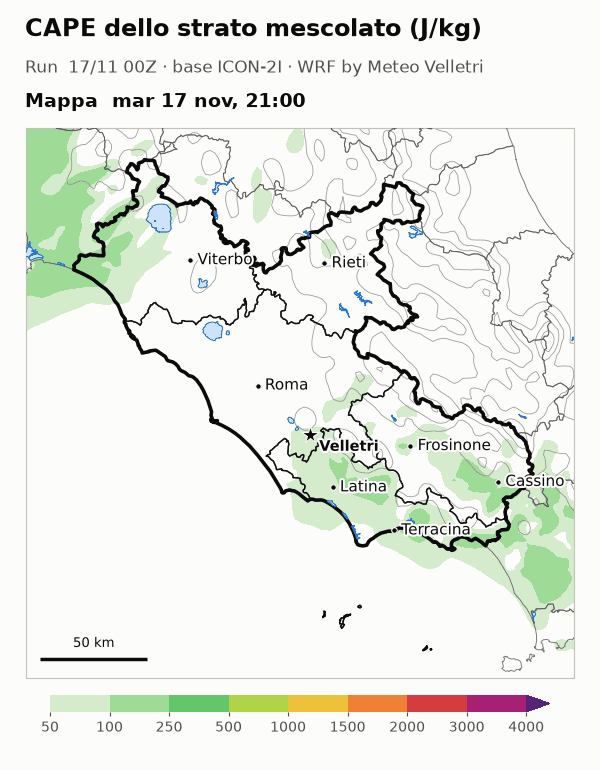 CAPE dello strato mescolato (J/kg)
Run  17/11 00Z · base ICON-2I · WRF by Meteo Velletri
Mappa  mar 17 nov, 21:00
Viterbo
Rieti
Roma
Velletri
Frosinone
Latina
Cassino
Terracina
50 km
50 100 250 500 1000 1500 2000 3000 4000